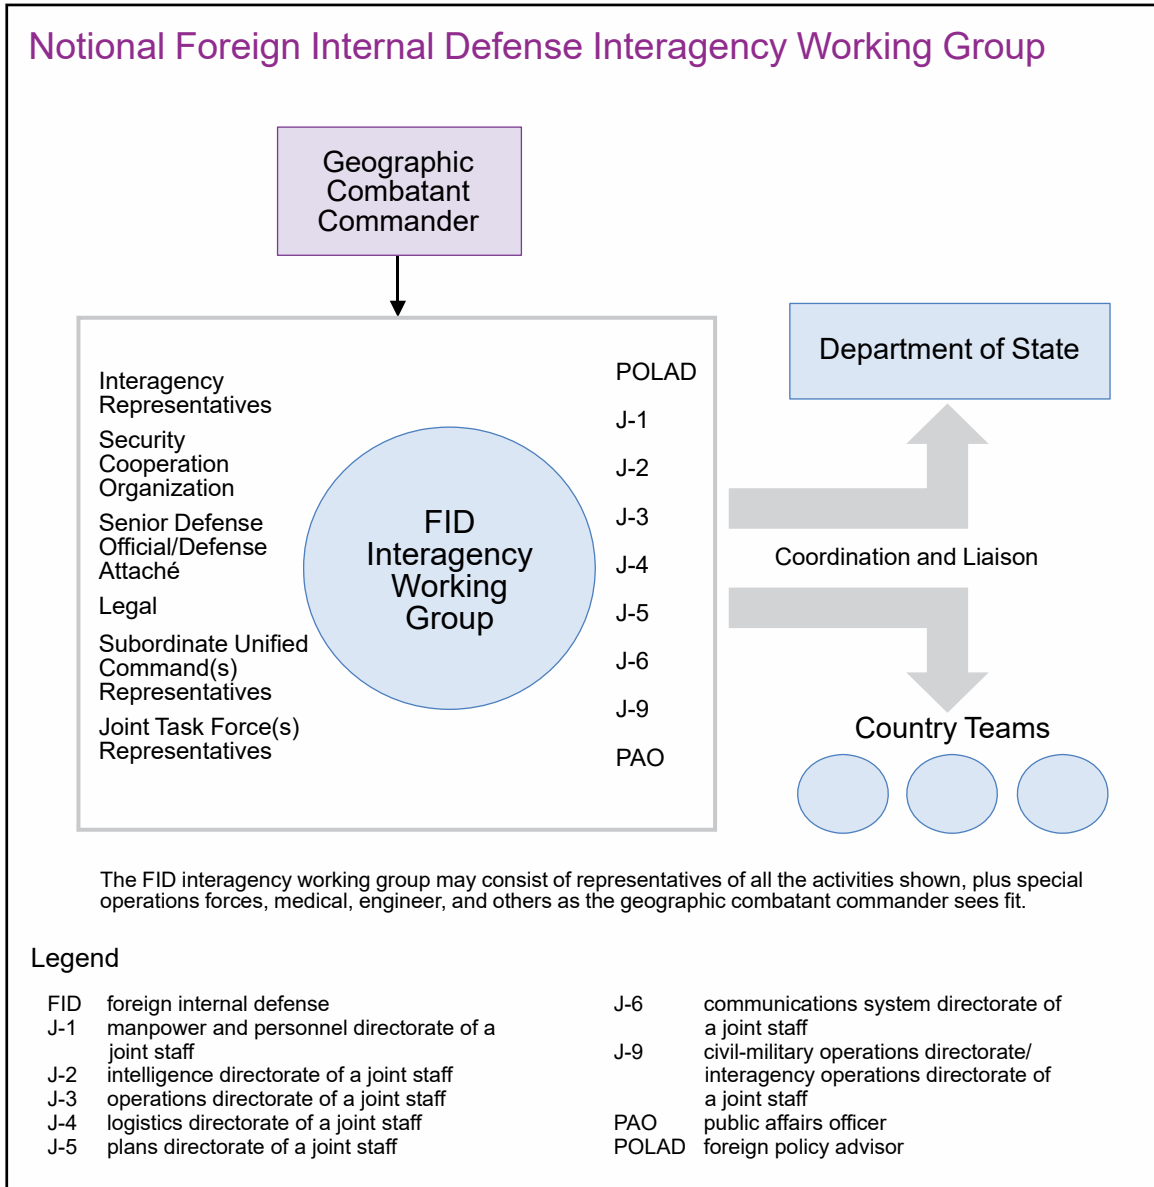 Notional Foreign Internal Defense Interagency Working Group
Geographic
Combatant
Commander
Interagency
Representatives
Security
Cooperation
Organization
Senior Defense
Official/Defense
Attaché
Legal
Subordinate Unified
Command(s)
Representatives
Joint Task Force(s)
Representatives
FID
Interagency
Working
Group
POLAD
J-1
J-2
J-3
J-4
J-5
J-6
J-9
PAO
Department of State
Coordination and Liaison
Country Teams
The FID interagency working group may consist of representatives of all the activities shown, plus special
operations forces, medical, engineer, and others as the geographic combatant commander sees fit.
Legend
FID foreign internal defense
J-1 manpower and personnel directorate of a
joint staff
J-2 intelligence directorate of a joint staff
J-3 operations directorate of a joint staff
J-4 logistics directorate of a joint staff
J-5 plans directorate of a joint staff
J-6 communications system directorate of
a joint staff
J-9 civil-military operations directorate/
interagency operations directorate of
a joint staff
PAO public affairs officer
POLAD foreign policy advisor